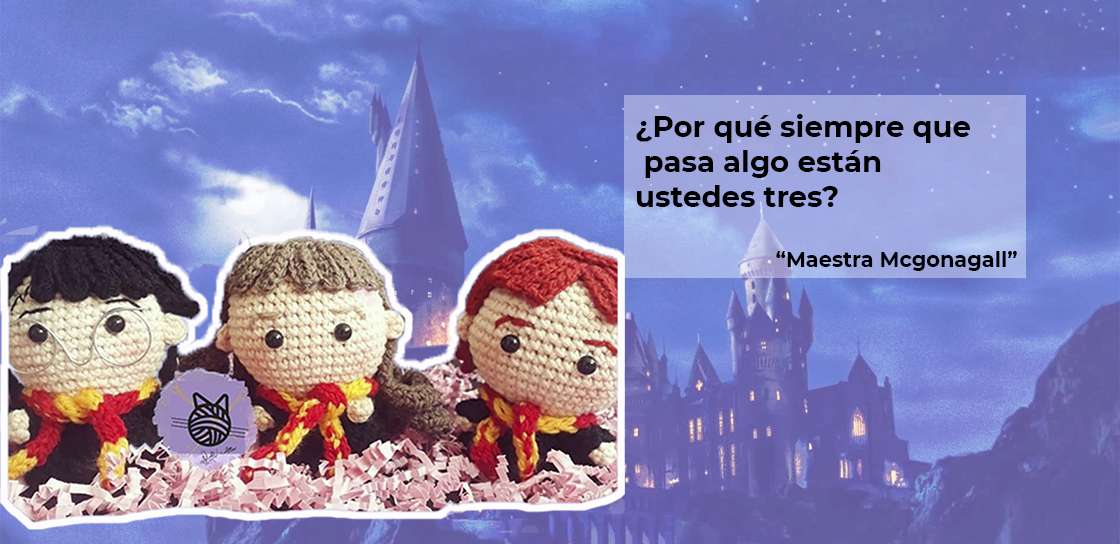 ¿Por qué siempre que
pasa algo están
ustedes tres?
“Maestra Mcgonagall”